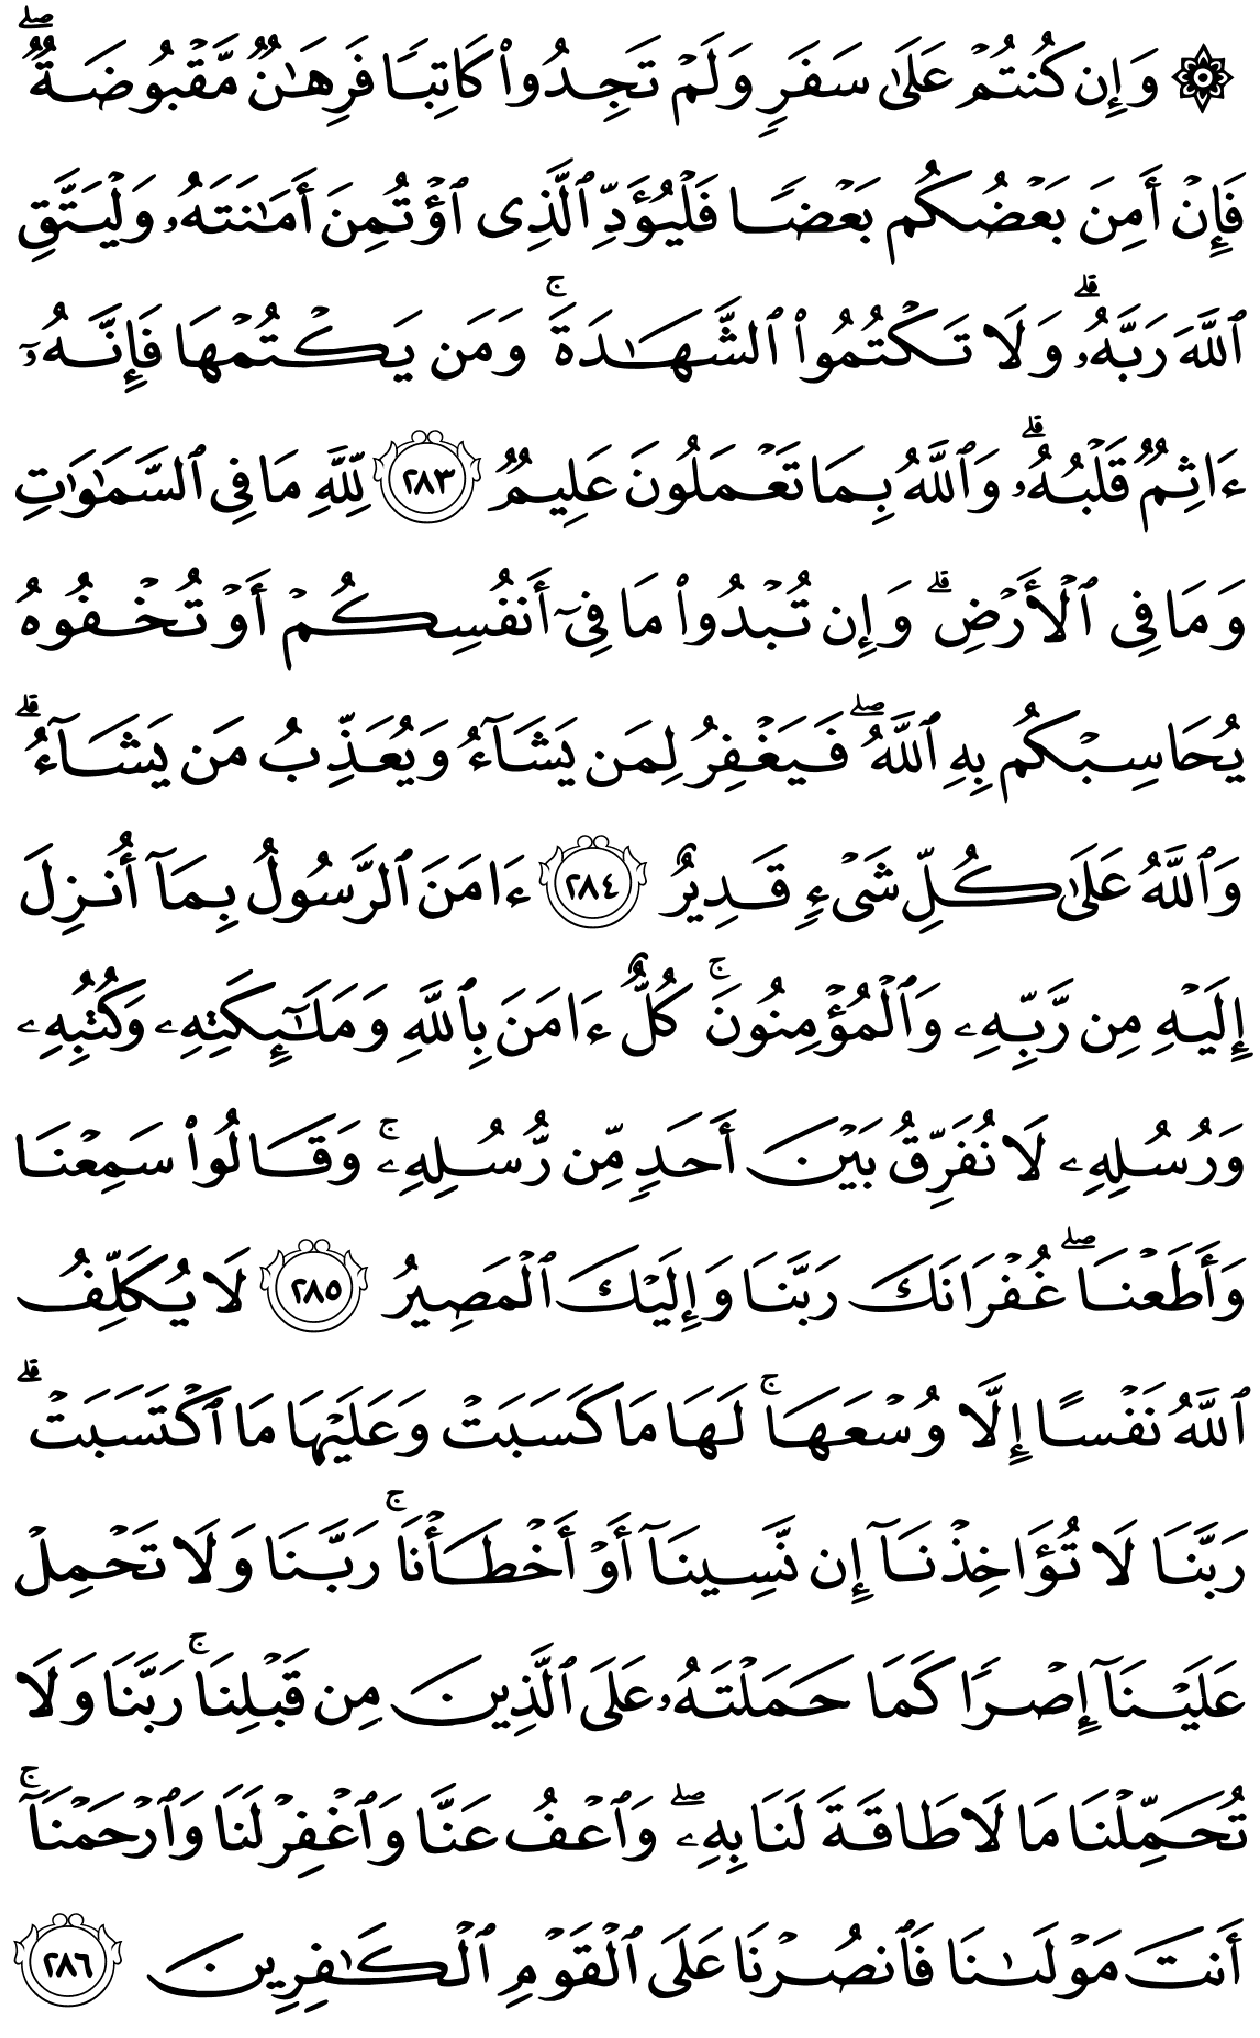 ۞ وَإِن كُنتُمْ عَلَىٰ سَفَرٍ وَلَمْ تَجِدُوا۟ كَاتِبًا فَرِهَـٰنٌ مَّقْبُوضَةٌ ۖ
فَإِنْ أَمِنَ بَعْضُكُم بَعْضًا فَلْيُؤَدِّ ٱلَّذِى ٱؤْتُمِنَ أَمَـٰنَتَهُۥ وَلْيَتَّقِ
ٱللَّهَ رَبَّهُۥ ۗ وَلَا تَكْتُمُوا۟ ٱلشَّهَـٰدَةَ ۚ وَمَن يَكْتُمْهَا فَإِنَّهُۥٓ
ءَاثِمٌ قَلْبُهُۥ ۗ وَٱللَّهُ بِمَا تَعْمَلُونَ عَلِيمٌ ٢٨٣ لِّلَّهِ مَا فِى ٱلسَّمَـٰوَٰتِ
وَمَا فِى ٱلْأَرْضِ ۗ وَإِن تُبْدُوا۟ مَا فِىٓ أَنفُسِكُمْ أَوْ تُخْفُوهُ
يُحَاسِبْكُم بِهِ ٱللَّهُ ۖ فَيَغْفِرُ لِمَن يَشَآءُ وَيُعَذِّبُ مَن يَشَآءُ ۗ
وَٱللَّهُ عَلَىٰ كُلِّ شَىْءٍ قَدِيرٌ ٢٨٤ ءَامَنَ ٱلرَّسُولُ بِمَآ أُنزِلَ
إِلَيْهِ مِن رَّبِّهِۦ وَٱلْمُؤْمِنُونَ ۚ كُلٌّ ءَامَنَ بِٱللَّهِ وَمَلَـٰٓئِكَتِهِۦ وَكُتُبِهِۦ
وَرُسُلِهِۦ لَا نُفَرِّقُ بَيْنَ أَحَدٍ مِّن رُّسُلِهِۦ ۚ وَقَالُوا۟ سَمِعْنَا
وَأَطَعْنَا ۖ غُفْرَانَكَ رَبَّنَا وَإِلَيْكَ ٱلْمَصِيرُ ٢٨٥ لَا يُكَلِّفُ
ٱللَّهُ نَفْسًا إِلَّا وُسْعَهَا ۚ لَهَا مَا كَسَبَتْ وَعَلَيْهَا مَا ٱكْتَسَبَتْ ۗ
رَبَّنَا لَا تُؤَاخِذْنَآ إِن نَّسِينَآ أَوْ أَخْطَأْنَا ۚ رَبَّنَا وَلَا تَحْمِلْ
عَلَيْنَآ إِصْرًا كَمَا حَمَلْتَهُۥ عَلَى ٱلَّذِينَ مِن قَبْلِنَا ۚ رَبَّنَا وَلَا
تُحَمِّلْنَا مَا لَا طَاقَةَ لَنَا بِهِۦ ۖ وَٱعْفُ عَنَّا وَٱغْفِرْ لَنَا وَٱرْحَمْنَآ ۚ
أَنتَ مَوْلَىٰنَا فَٱنصُرْنَا عَلَى ٱلْقَوْمِ ٱلْكَـٰفِرِينَ ٢٨٦